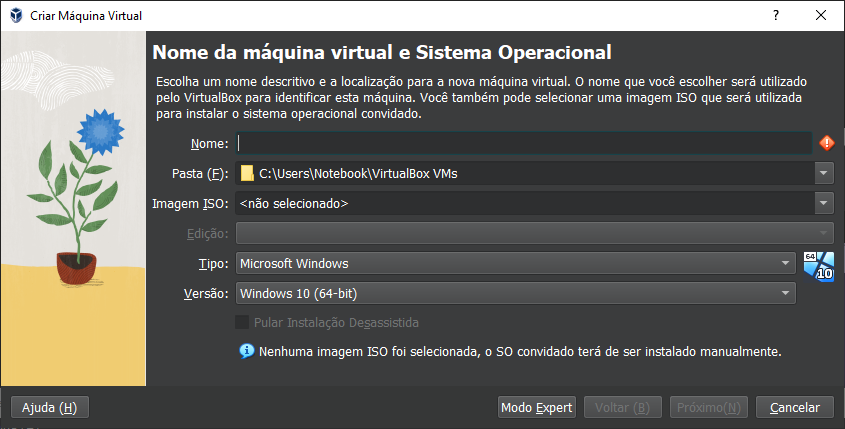 Criar Máquina Virtual
?
Nome da máquina virtual e Sistema Operacional
Escolha um nome descritivo e a localização para a nova máquina virtual. O nome que você escolher será utilizado
pelo VirtualBox para identificar esta máquina. Você também pode selecionar uma imagem ISO que será utilizada
para instalar o sistema operacional convidado.
Nome:
Pasta (F): C:\Users\Notebook\VirtualBox VMs
Imagem ISO: <não selecionado>
Edição:
Tipo: Microsoft Windows
64
10
Versão: Windows 10 (64-bit)
Pular Instalação Desassistida
Nenhuma imagem ISO foi selecionada, o SO convidado terá de ser instalado manualmente.
Ajuda (H) Modo Expert Voltar (B) Próximo(N) Cancelar